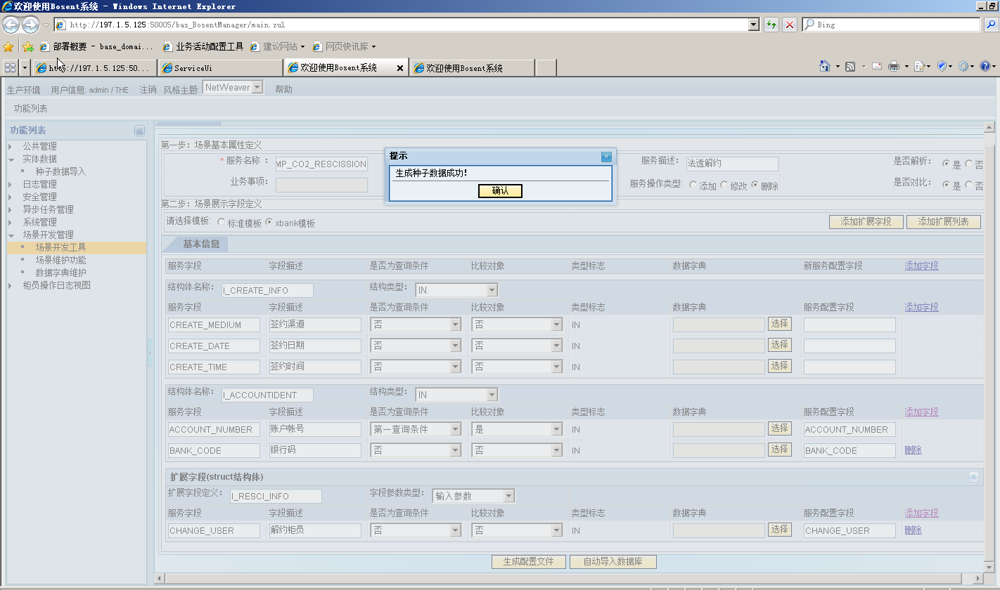 欢迎使用Bosent系统 - Windows Internet Explorer
http://197.1.5.125:50005/bas_BosentManager/main.zul
Bing
部署概要 - base_domai... 业务活动配置工具 建议网站 网页快讯库
http://197.1.5.125:50... ServiceUi 欢迎使用Bosent系统 欢迎使用Bosent系统
生产环境 用户信息: admin / THE 注销 风格主题: NetWeaver 帮助
功能列表
功能列表
公共管理
实体数据
种子数据导入
日志管理
安全管理
异步任务管理
系统管理
场景开发管理
场景开发工具
场景维护功能
数据字典维护
柜员操作日志视图
第一步: 场景基本属性定义
* 服务名称 : MP_CO2_RESCISSION 服务描述: 法透解约 是否解析: 是 否
业务事项: 服务操作类型: 添加 修改 删除 是否对比: 是 否
提示
生成种子数据成功!
确认
第二步: 场景展示字段定义
请选择模板: 标准模板 xbank模板 添加扩展字段 添加扩展列表
基本信息
服务字段 字段描述 是否为查询条件 比较对象 类型标志 数据字典 新服务配置字段 添加字段
结构体名称: I_CREATE_INFO 结构类型: IN
服务字段 字段描述 是否为查询条件 比较对象 类型标志 数据字典 服务配置字段 添加字段
CREATE_MEDIUM 签约渠道 否 否 IN 选择
CREATE_DATE 签约日期 否 否 IN 选择
CREATE_TIME 签约时间 否 否 IN 选择
结构体名称: I_ACCOUNTIDENT 结构类型: IN
服务字段 字段描述 是否为查询条件 比较对象 类型标志 数据字典 服务配置字段 添加字段
ACCOUNT_NUMBER 账户帐号 第一查询条件 是 IN 选择 ACCOUNT_NUMBER
BANK_CODE 银行码 否 否 IN 选择 BANK_CODE 删除
扩展字段(struct结构体)
扩展字段定义: I_RESCI_INFO 字段参数类型: 输入参数
服务字段 字段描述 是否为查询条件 比较对象 类型标志 数据字典 服务配置字段 添加字段
CHANGE_USER 解约柜员 否 否 IN 选择 CHANGE_USER 删除
生成配置文件 自动导入数据库